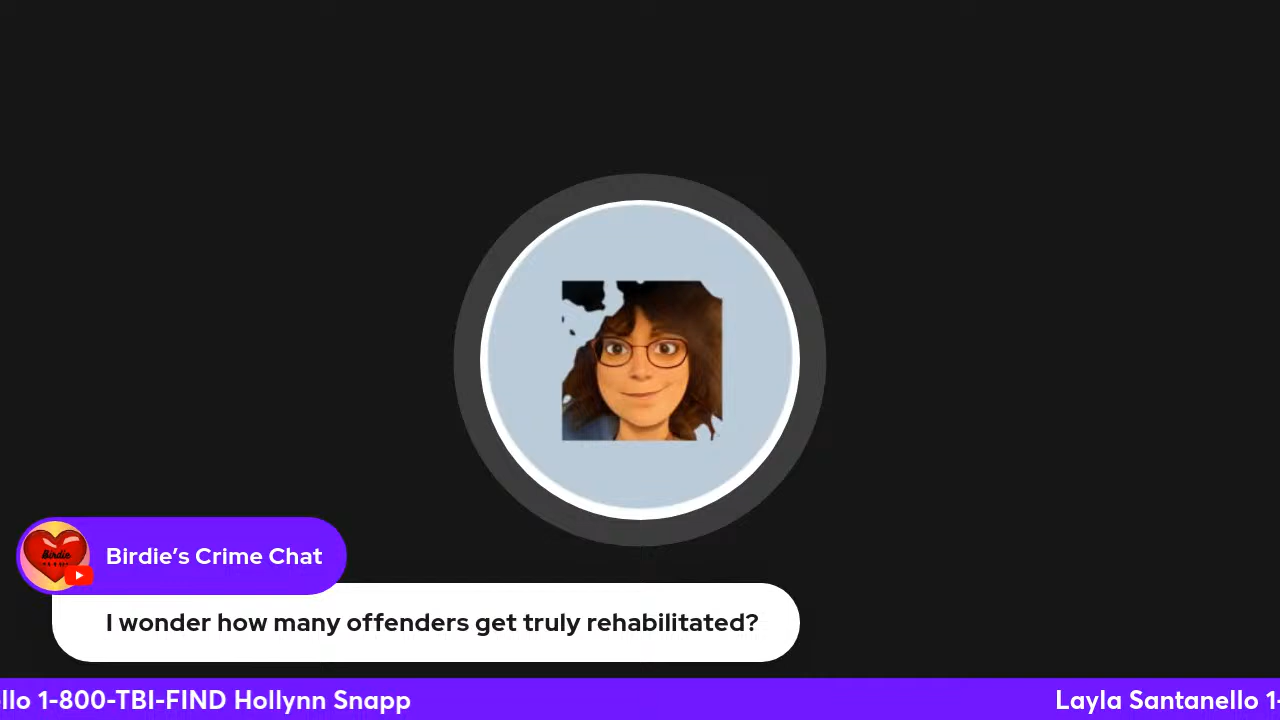 Birdie
Birdie's Crime Chat
I wonder how many offenders get truly rehabilitated?
llo 1-800-TBI-FIND Hollynn Snapp
Layla Santanello 1-